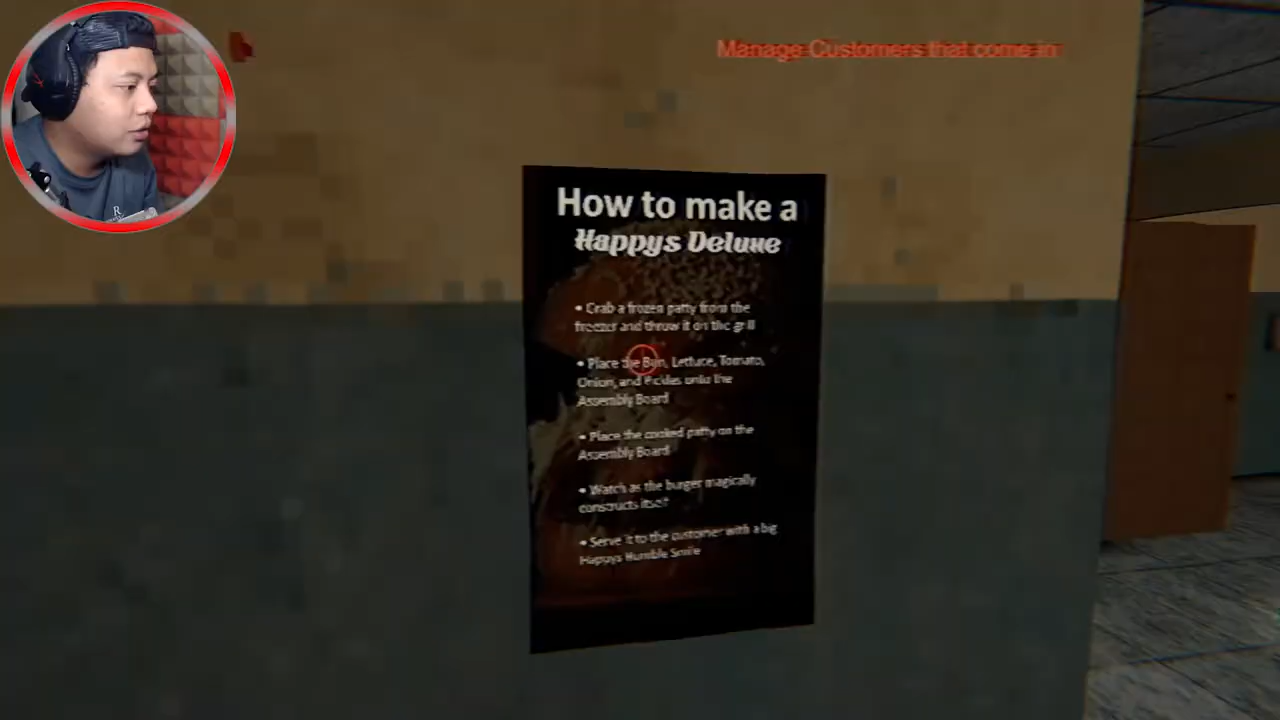 Manage Customers that come in
How to make a
Happys Deluxe
• Grab a frozen patty from the
freezer and throw it on the grill
• Place the Bun, Lettuce, Tomato,
Onion, and Pickles onto the
Assembly Board
• Place the cooked patty on the
Assembly Board
• Watch as the burger magically
constructs itself
• Serve it to the customer with a big
Happys Humble Smile
R